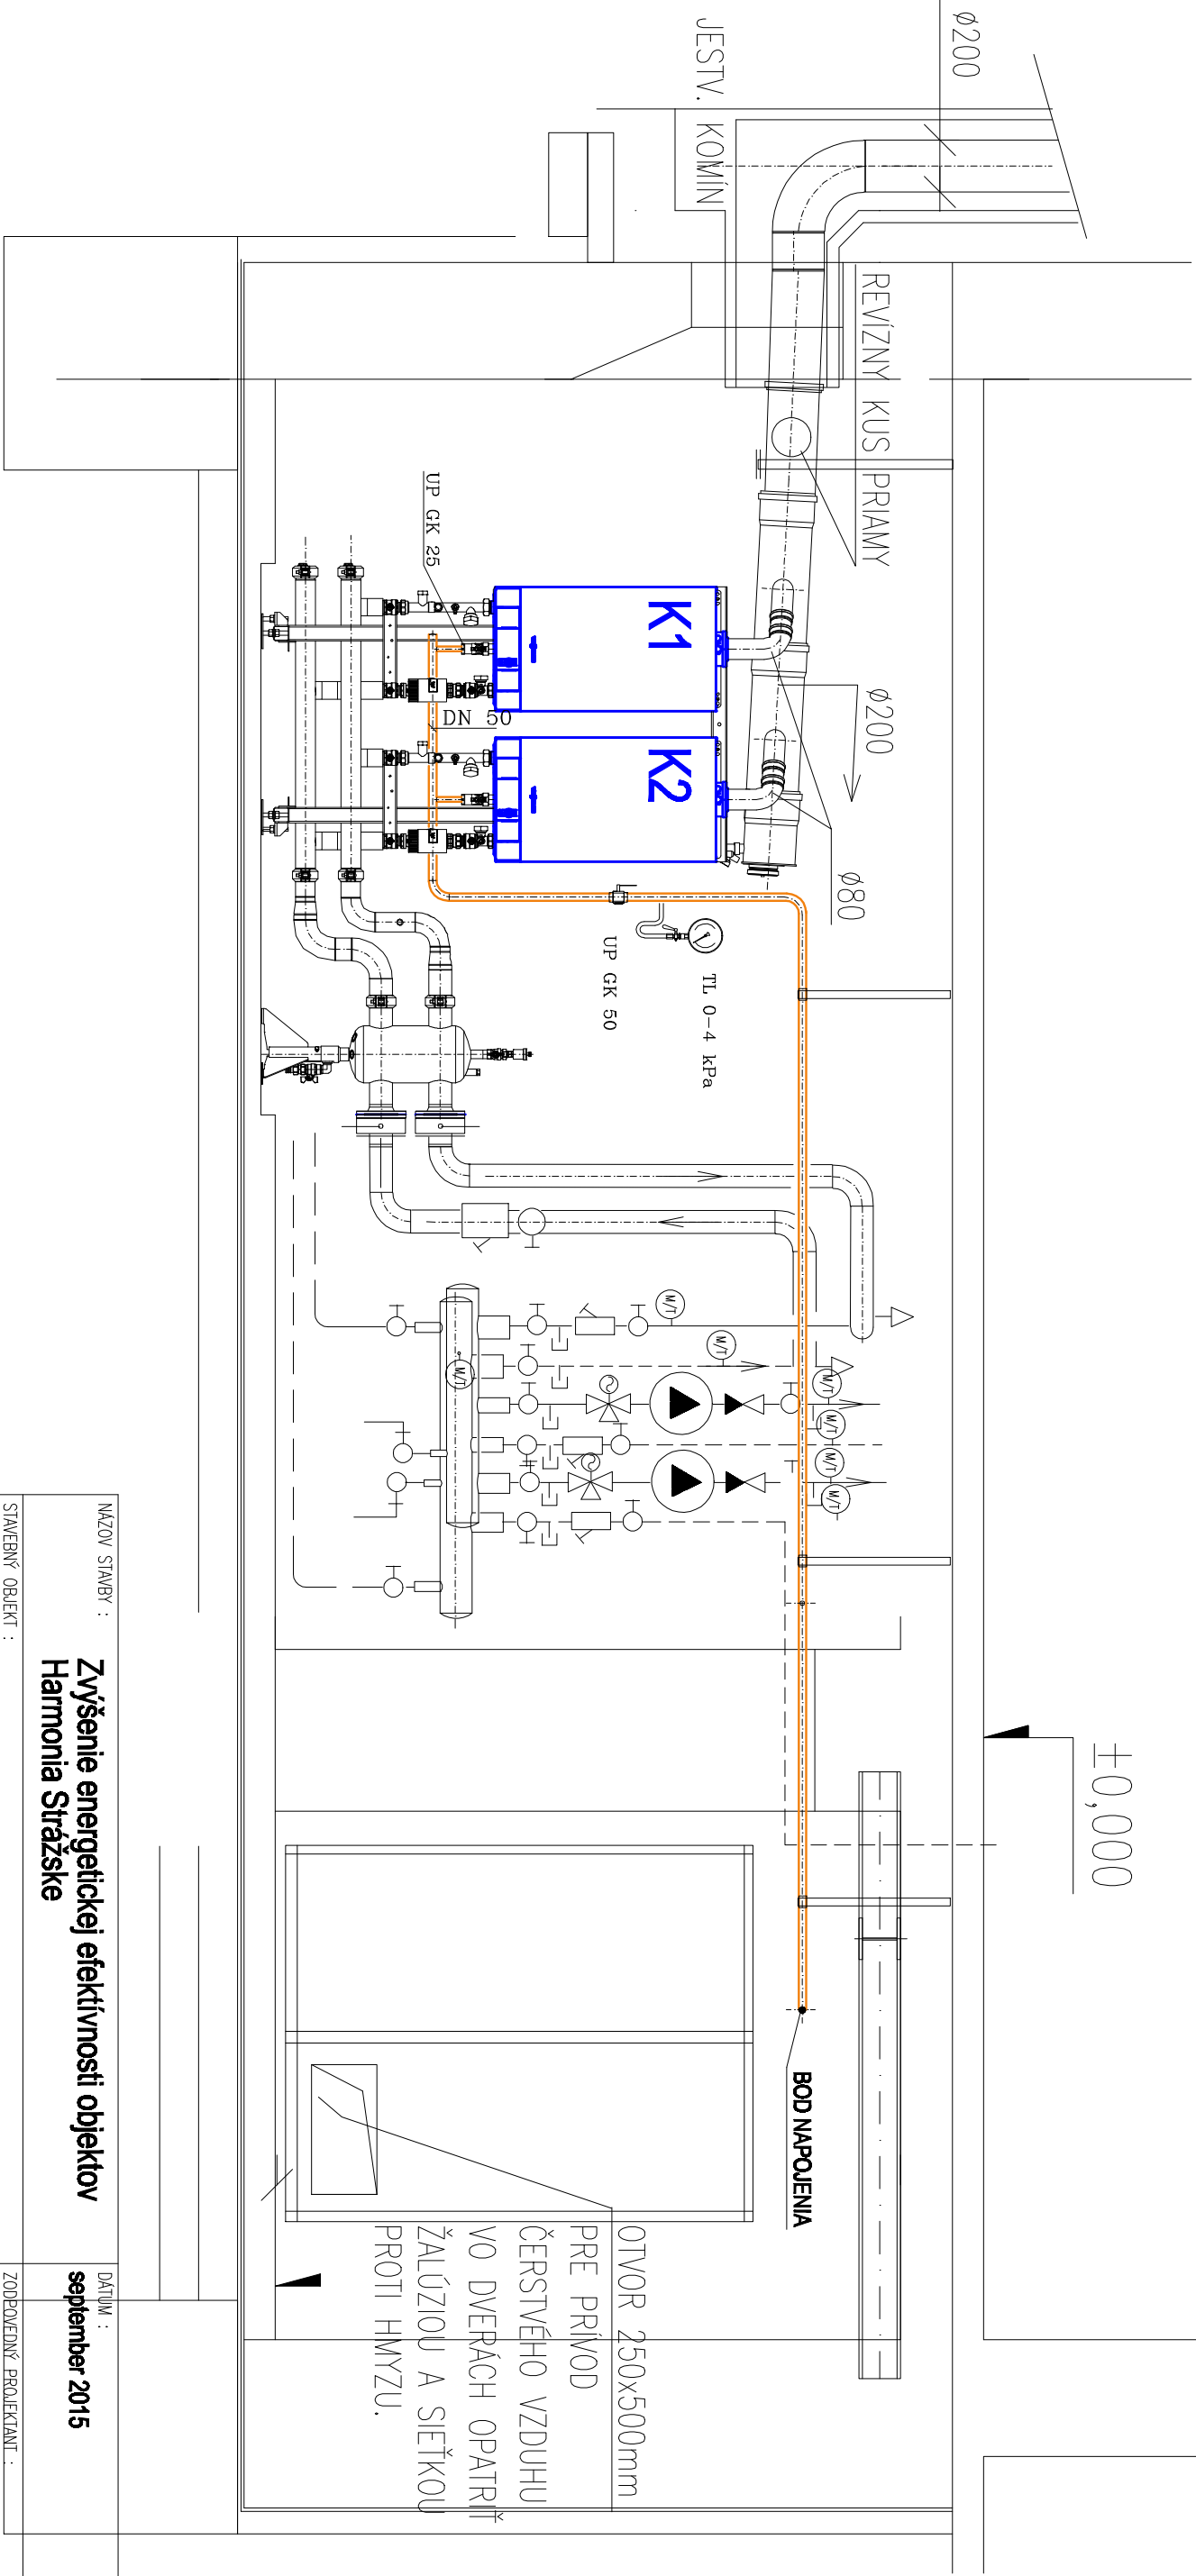 ø200
JESTV. KOMÍN
REVÍZNY KUS PRIAMY
UP GK 25
K1
DN 50
K2
ø200
ø80
UP GK 50
TL 0-4 kPa
M/T
M/T
M/T
M/T
M/T
M/T
M/T
±0,000
BOD NAPOJENIA
OTVOR 250x500mm
PRE PRÍVOD
ČERSTVÉHO VZDUHU
VO DVERÁCH OPATRIŤ
ŽALÚZIOU A SIEŤKOU
PROTI HMYZU.
NÁZOV STAVBY :
Zvýšenie energetickej efektívnosti objektov
Harmonia Strážske
DÁTUM :
september 2015
STAVEBNÝ OBJEKT :
ZODPOVEDNÝ PROJEKTANT :